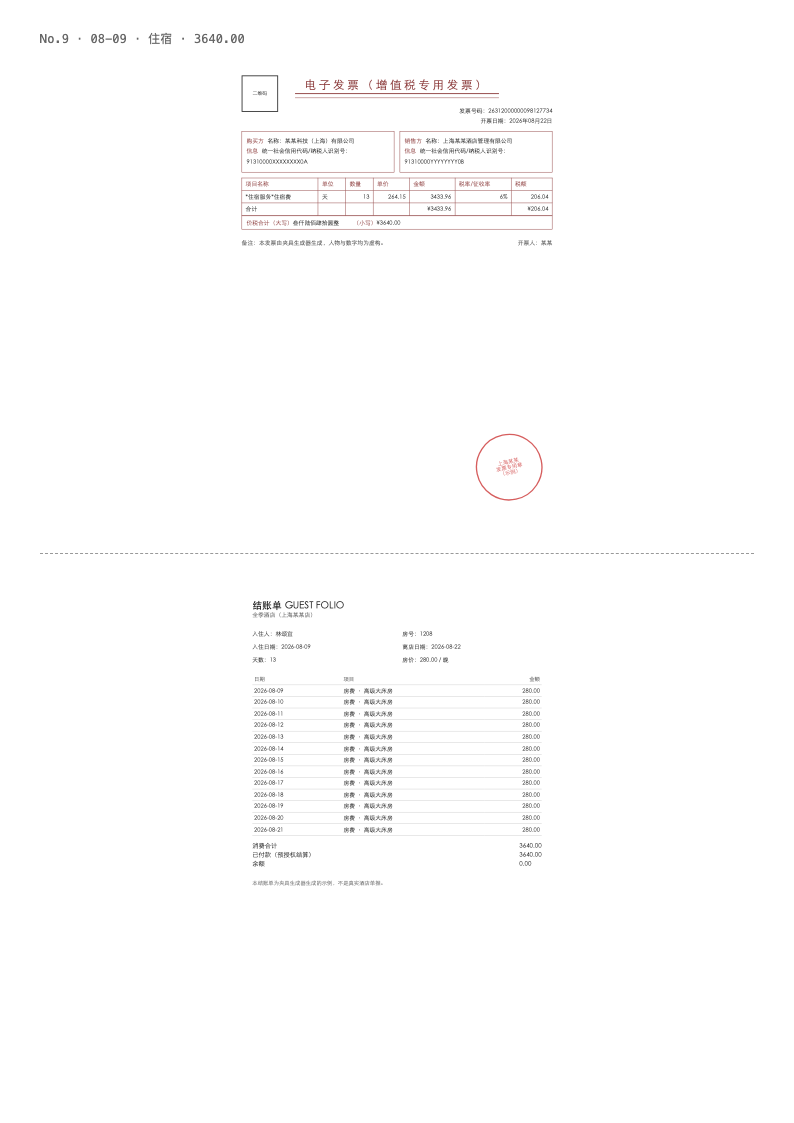 No.9 · 08-09 · 住宿 · 3640.00
二维码
电子发票（增值税专用发票）
发票号码：26312000000098127734
开票日期：2026年08月22日
购买方 名称：某某科技（上海）有限公司
信息 统一社会信用代码/纳税人识别号：
91310000XXXXXXXX0A
销售方 名称：上海某某酒店管理有限公司
信息 统一社会信用代码/纳税人识别号：
91310000YYYYYYYY0B
项目名称 单位 数量 单价 金额 税率/征收率 税额
*住宿服务*住宿费 天 13 264.15 3433.96 6% 206.04
合计 ¥3433.96 ¥206.04
价税合计（大写）叁仟陆佰肆拾圆整 （小写）¥3640.00
备注：本发票由夹具生成器生成，人物与数字均为虚构。 开票人：某某
上海某某
发票专用章
（示例）
结账单 GUEST FOLIO
全季酒店（上海某某店）
入住人：林颂宜 房号：1208
入住日期：2026-08-09 离店日期：2026-08-22
天数：13 房价：280.00 / 晚
日期 项目 金额
2026-08-09 房费 · 高级大床房 280.00
2026-08-10 房费 · 高级大床房 280.00
2026-08-11 房费 · 高级大床房 280.00
2026-08-12 房费 · 高级大床房 280.00
2026-08-13 房费 · 高级大床房 280.00
2026-08-14 房费 · 高级大床房 280.00
2026-08-15 房费 · 高级大床房 280.00
2026-08-16 房费 · 高级大床房 280.00
2026-08-17 房费 · 高级大床房 280.00
2026-08-18 房费 · 高级大床房 280.00
2026-08-19 房费 · 高级大床房 280.00
2026-08-20 房费 · 高级大床房 280.00
2026-08-21 房费 · 高级大床房 280.00
消费合计 3640.00
已付款（预授权结算） 3640.00
余额 0.00
本结账单为夹具生成器生成的示例，不是真实酒店单据。